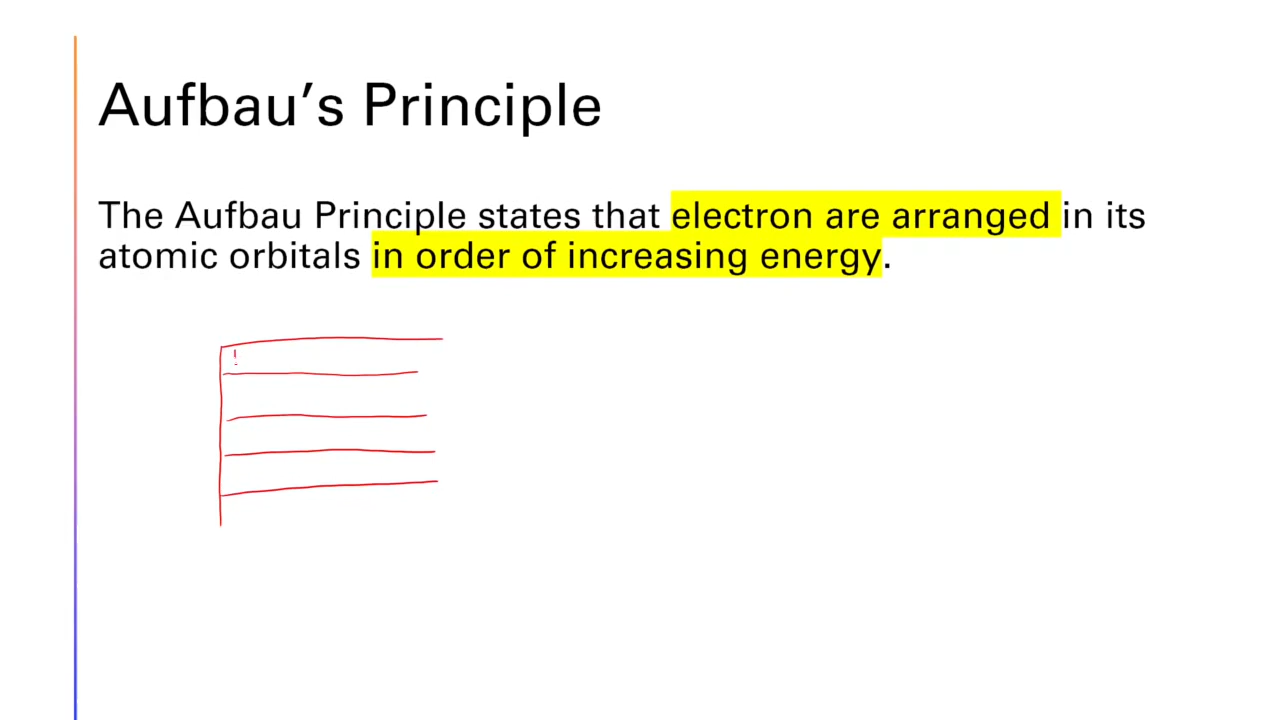 Aufbau’s Principle
The Aufbau Principle states that electron are arranged in its
atomic orbitals in order of increasing energy.